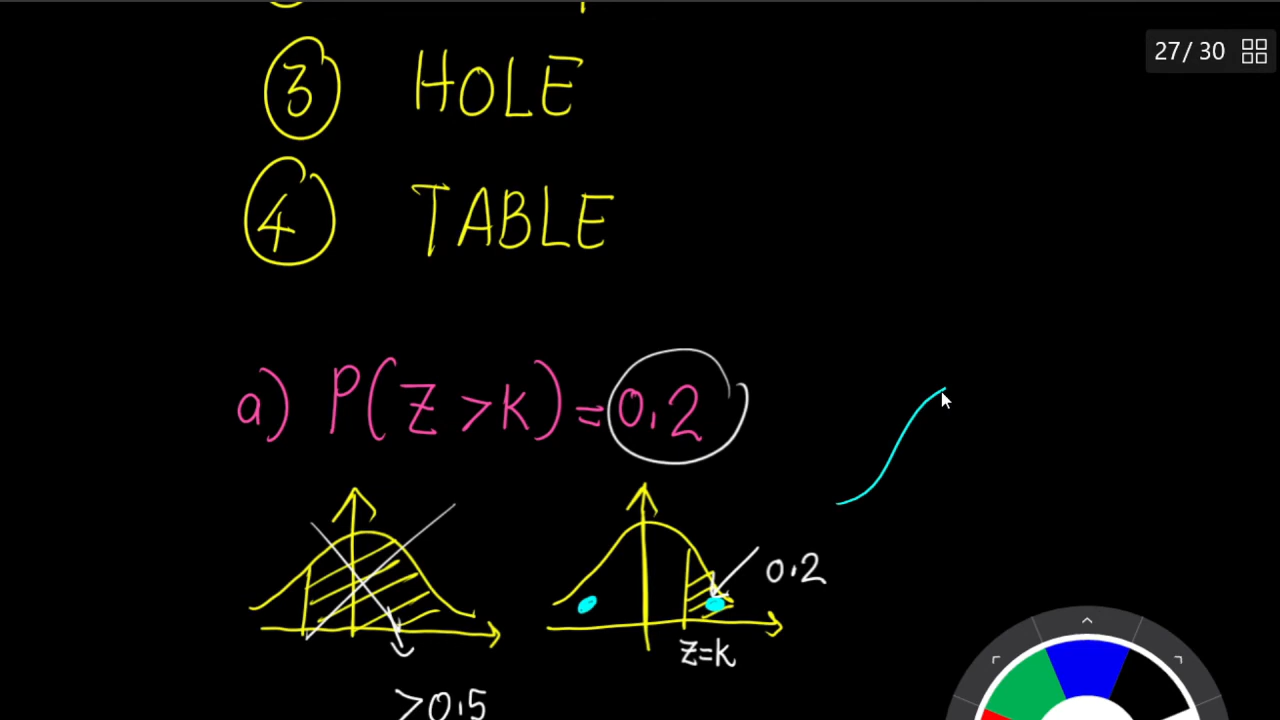 27/ 30
③ HOLE
④ TABLE
a) P(Z > K) = 0.2
0.2
Z=K
>0.5